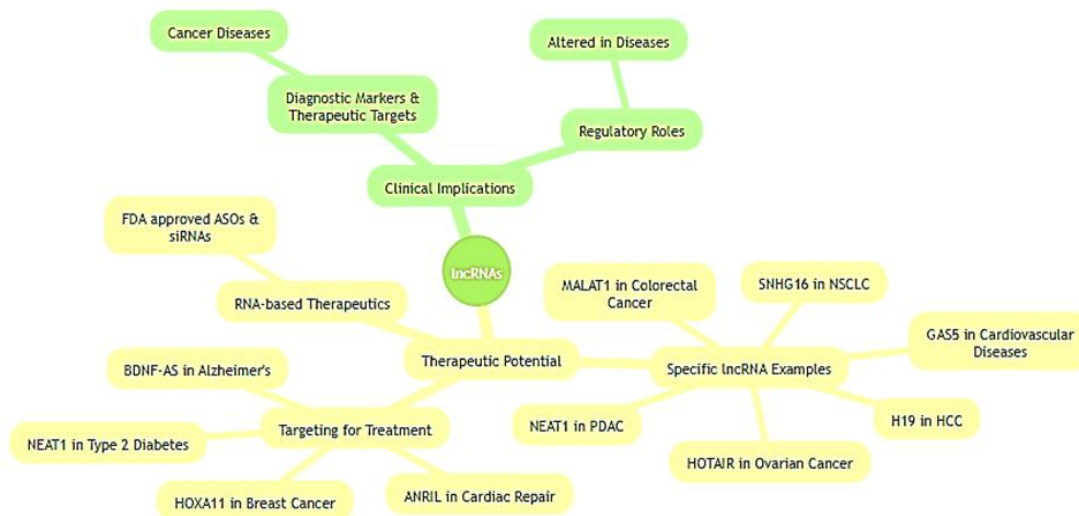 Cancer Diseases
Altered in Diseases
Diagnostic Markers &
Therapeutic Targets
Regulatory Roles
Clinical Implications
FDA approved ASOs &
siRNAs
lncRNAs
MALAT1 in Colorectal
Cancer
SNHG16 in NSCLC
RNA-based Therapeutics
GAS5 in Cardiovascular
Diseases
Therapeutic Potential
Specific lncRNA Examples
BDNF-AS in Alzheimer's
H19 in HCC
NEAT1 in PDAC
Targeting for Treatment
NEAT1 in Type 2 Diabetes
HOTAIR in Ovarian Cancer
HOXA11 in Breast Cancer
ANRIL in Cardiac Repair